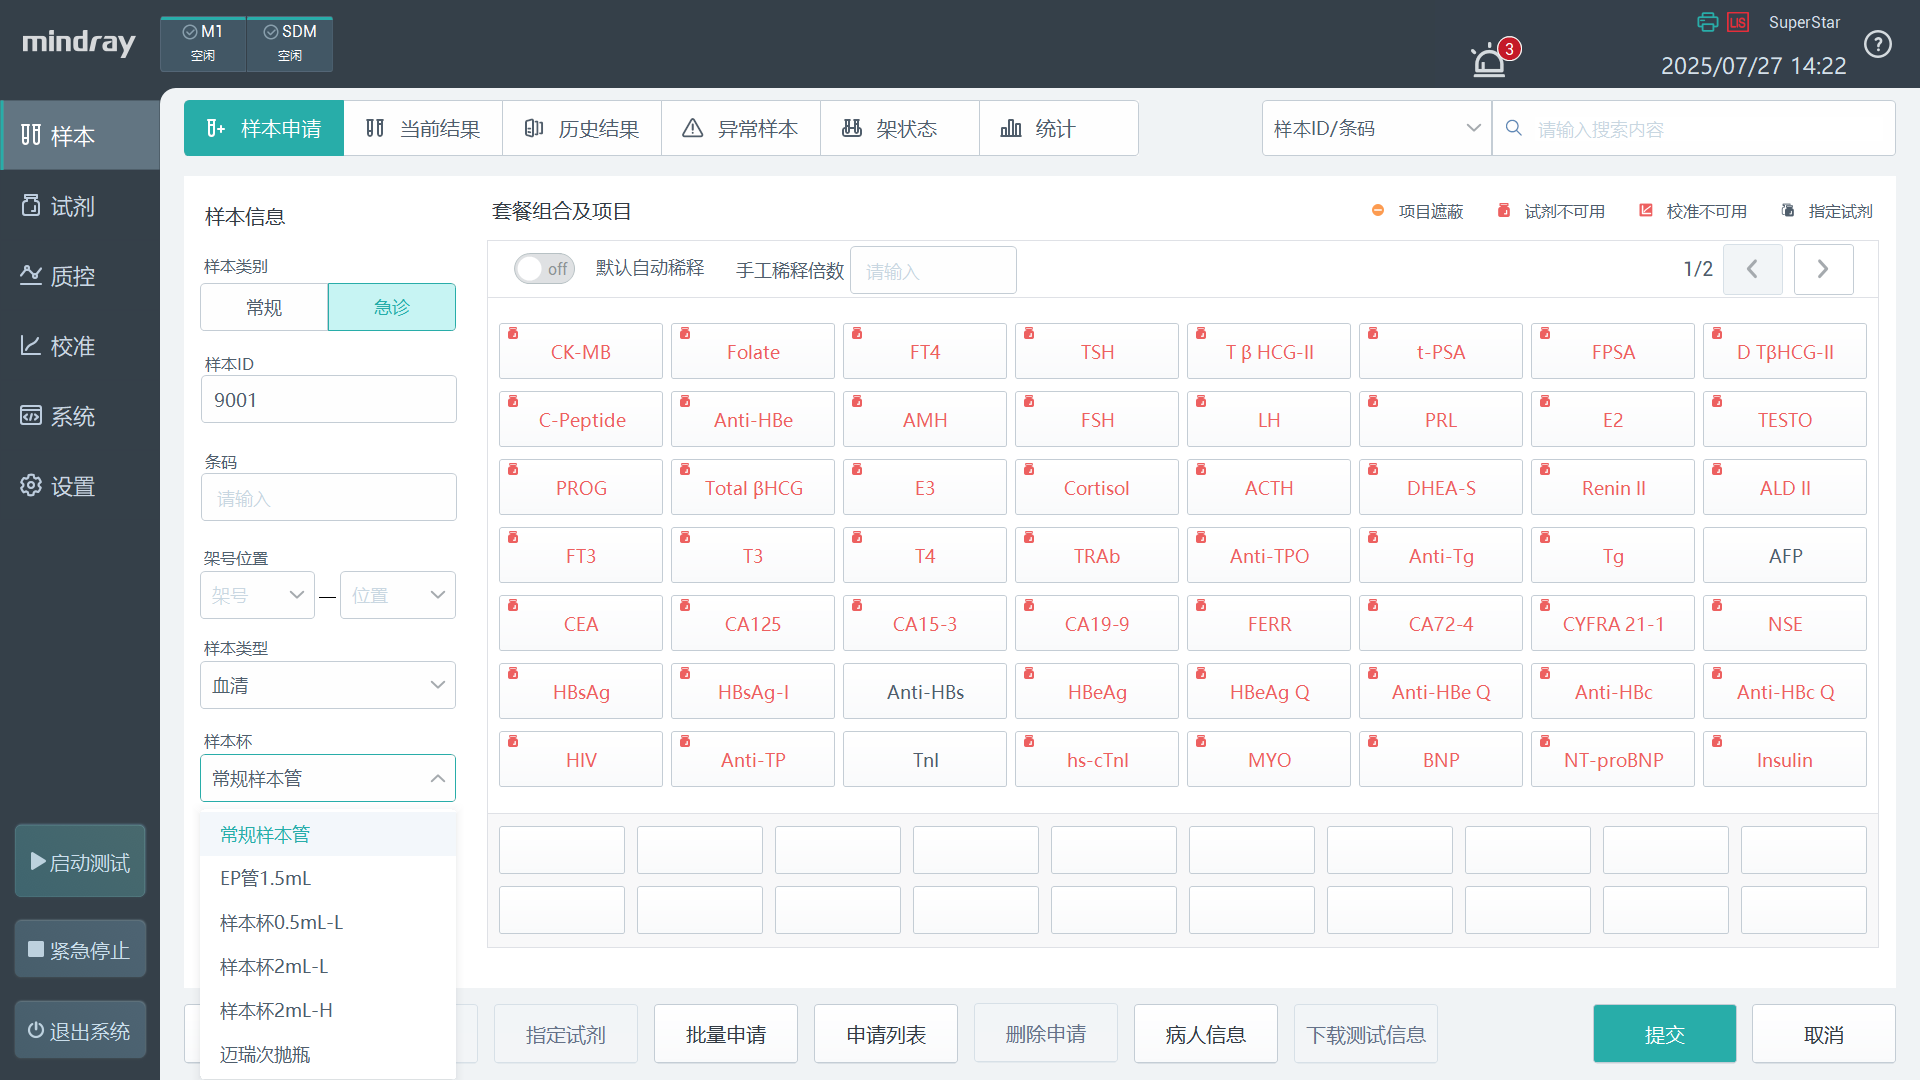 mindray
M1
空闲
SDM
空闲
3
LIS
SuperStar
2025/07/27 14:22
样本
试剂
质控
校准
系统
设置
启动测试
紧急停止
退出系统
样本申请
当前结果
历史结果
异常样本
架状态
统计
样本ID/条码
请输入搜索内容
样本信息
样本类别
常规
急诊
样本ID
9001
条码
请输入
架号位置
架号
位置
样本类型
血清
样本杯
常规样本管
常规样本管
EP管1.5mL
样本杯0.5mL-L
样本杯2mL-L
样本杯2mL-H
迈瑞次抛瓶
套餐组合及项目
项目遮蔽
试剂不可用
校准不可用
指定试剂
off
默认自动稀释
手工稀释倍数
请输入
1/2
CK-MB Folate FT4 TSH T β HCG-II t-PSA FPSA D TβHCG-II
C-Peptide Anti-HBe AMH FSH LH PRL E2 TESTO
PROG Total βHCG E3 Cortisol ACTH DHEA-S Renin II ALD II
FT3 T3 T4 TRAb Anti-TPO Anti-Tg Tg AFP
CEA CA125 CA15-3 CA19-9 FERR CA72-4 CYFRA 21-1 NSE
HBsAg HBsAg-I Anti-HBs HBeAg HBeAg Q Anti-HBe Q Anti-HBc Anti-HBc Q
HIV Anti-TP TnI hs-cTnI MYO BNP NT-proBNP Insulin
指定试剂
批量申请
申请列表
删除申请
病人信息
下载测试信息
提交
取消